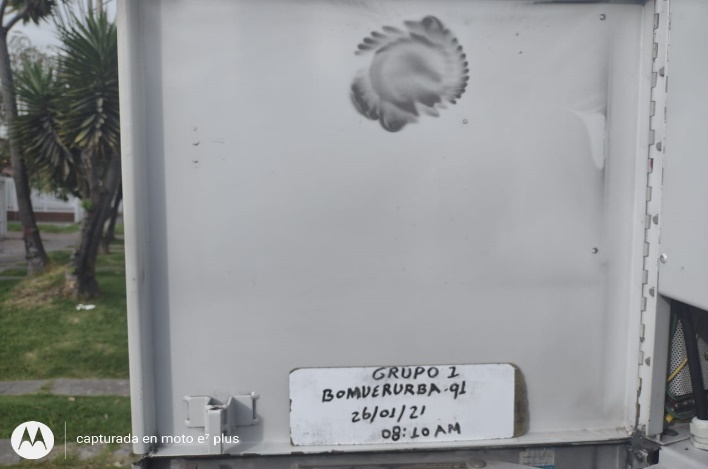 GRUPO 1
BOMVERURBA.91
26/01/21
08:10 AM
capturada en moto e⁷ plus